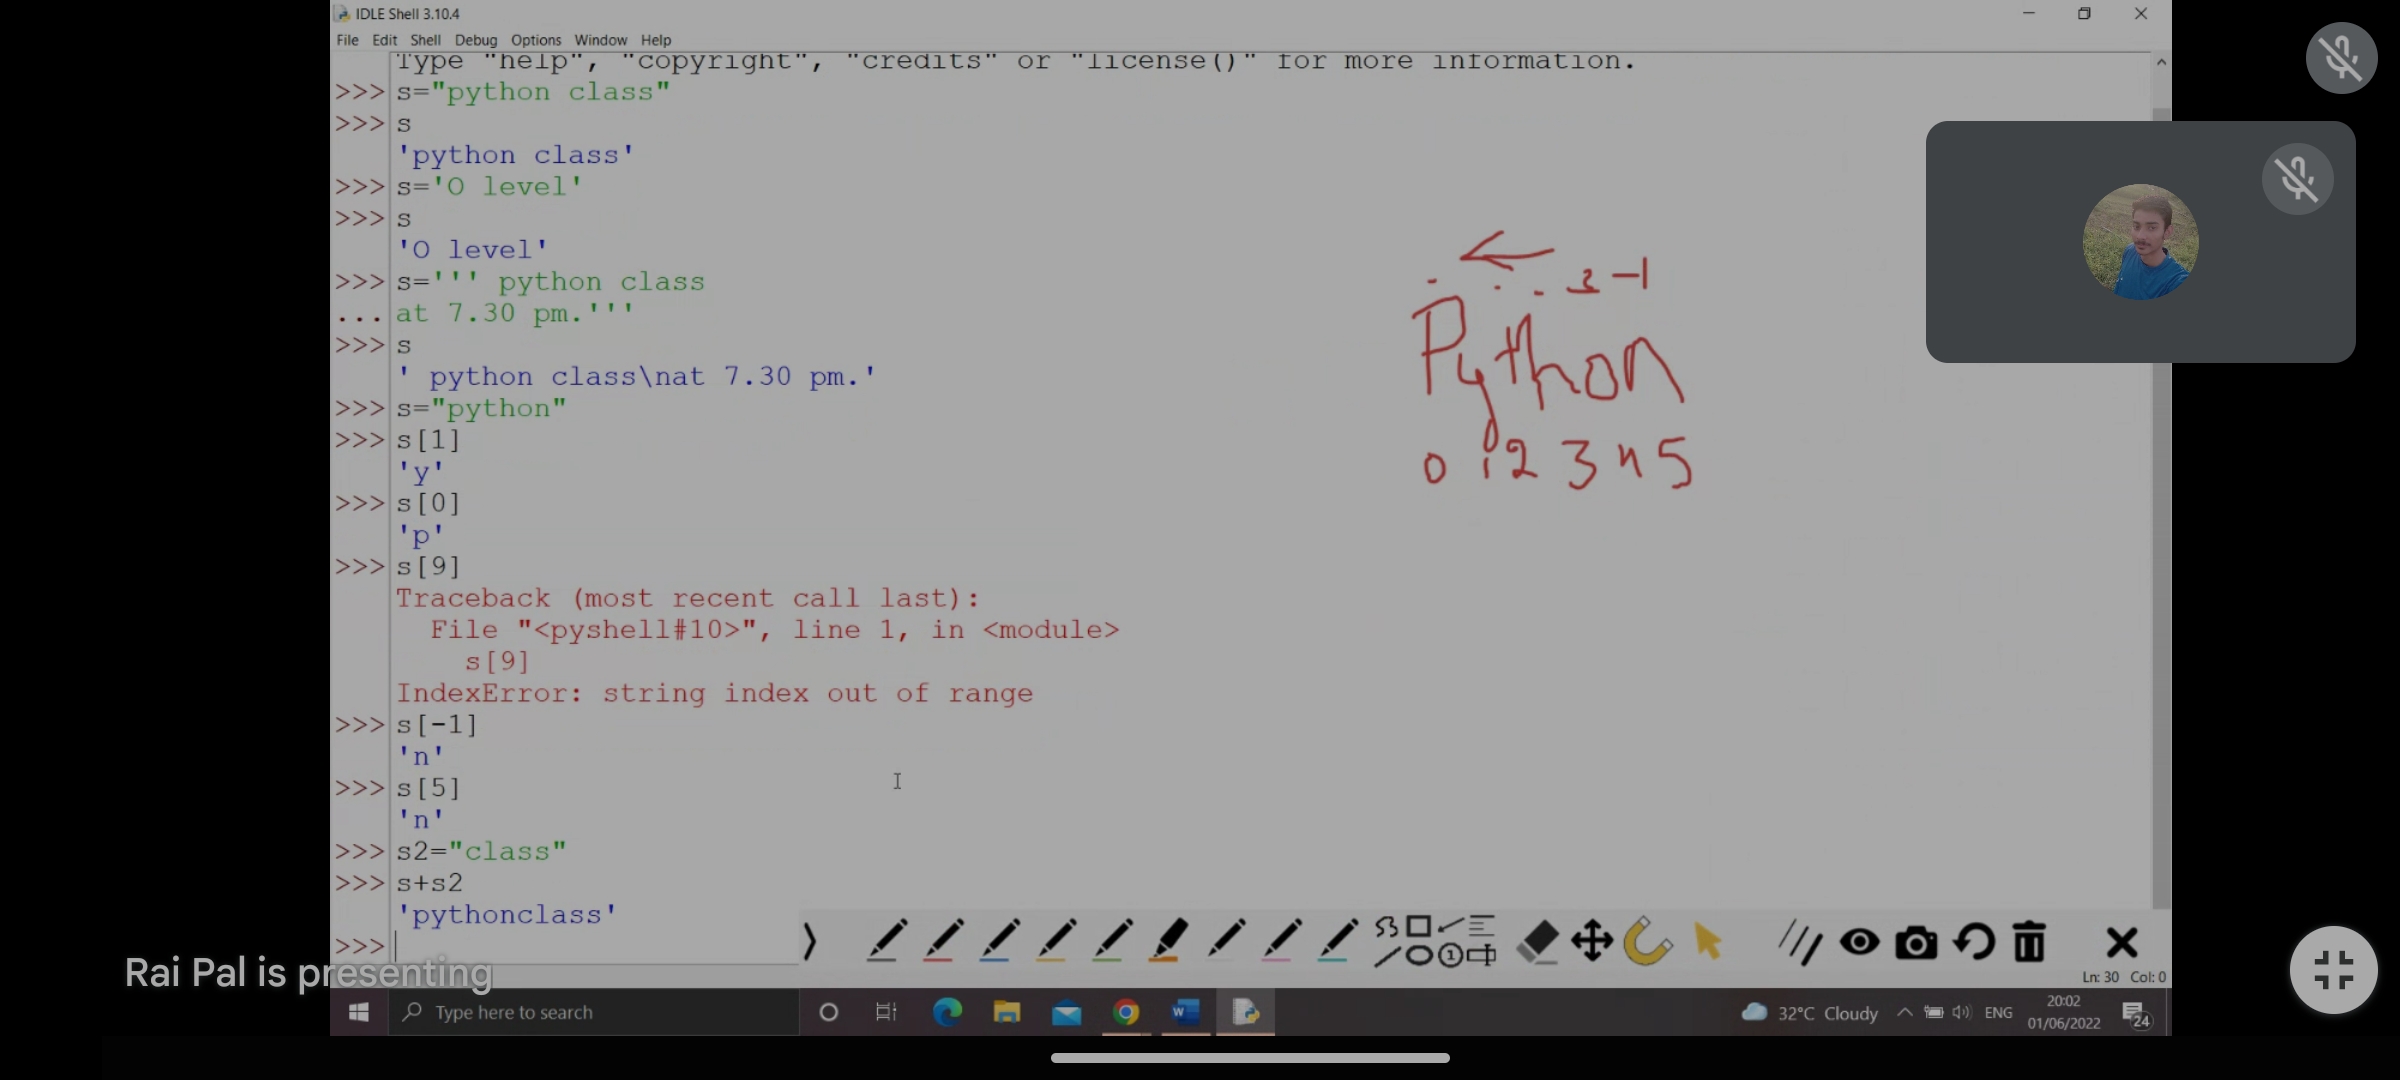 IDLE Shell 3.10.4
File Edit Shell Debug Options Window Help
Type "help", "copyright", "credits" or "license()" for more information.
>>> s="python class"
>>> s
'python class'
>>> s='O level'
>>> s
'O level'
>>> s=''' python class
... at 7.30 pm.'''
>>> s
' python class\nat 7.30 pm.'
>>> s="python"
>>> s[1]
'y'
>>> s[0]
'p'
>>> s[9]
Traceback (most recent call last):
File "<pyshell#10>", line 1, in <module>
s[9]
IndexError: string index out of range
>>> s[-1]
'n'
>>> s[5]
'n'
>>> s2="class"
>>> s+s2
'pythonclass'
>>>
-1
Python
0 1 2 3 4 5
Rai Pal is presenting
Ln: 30 Col: 0
Type here to search
32°C Cloudy
ENG
20:02
01/06/2022
24